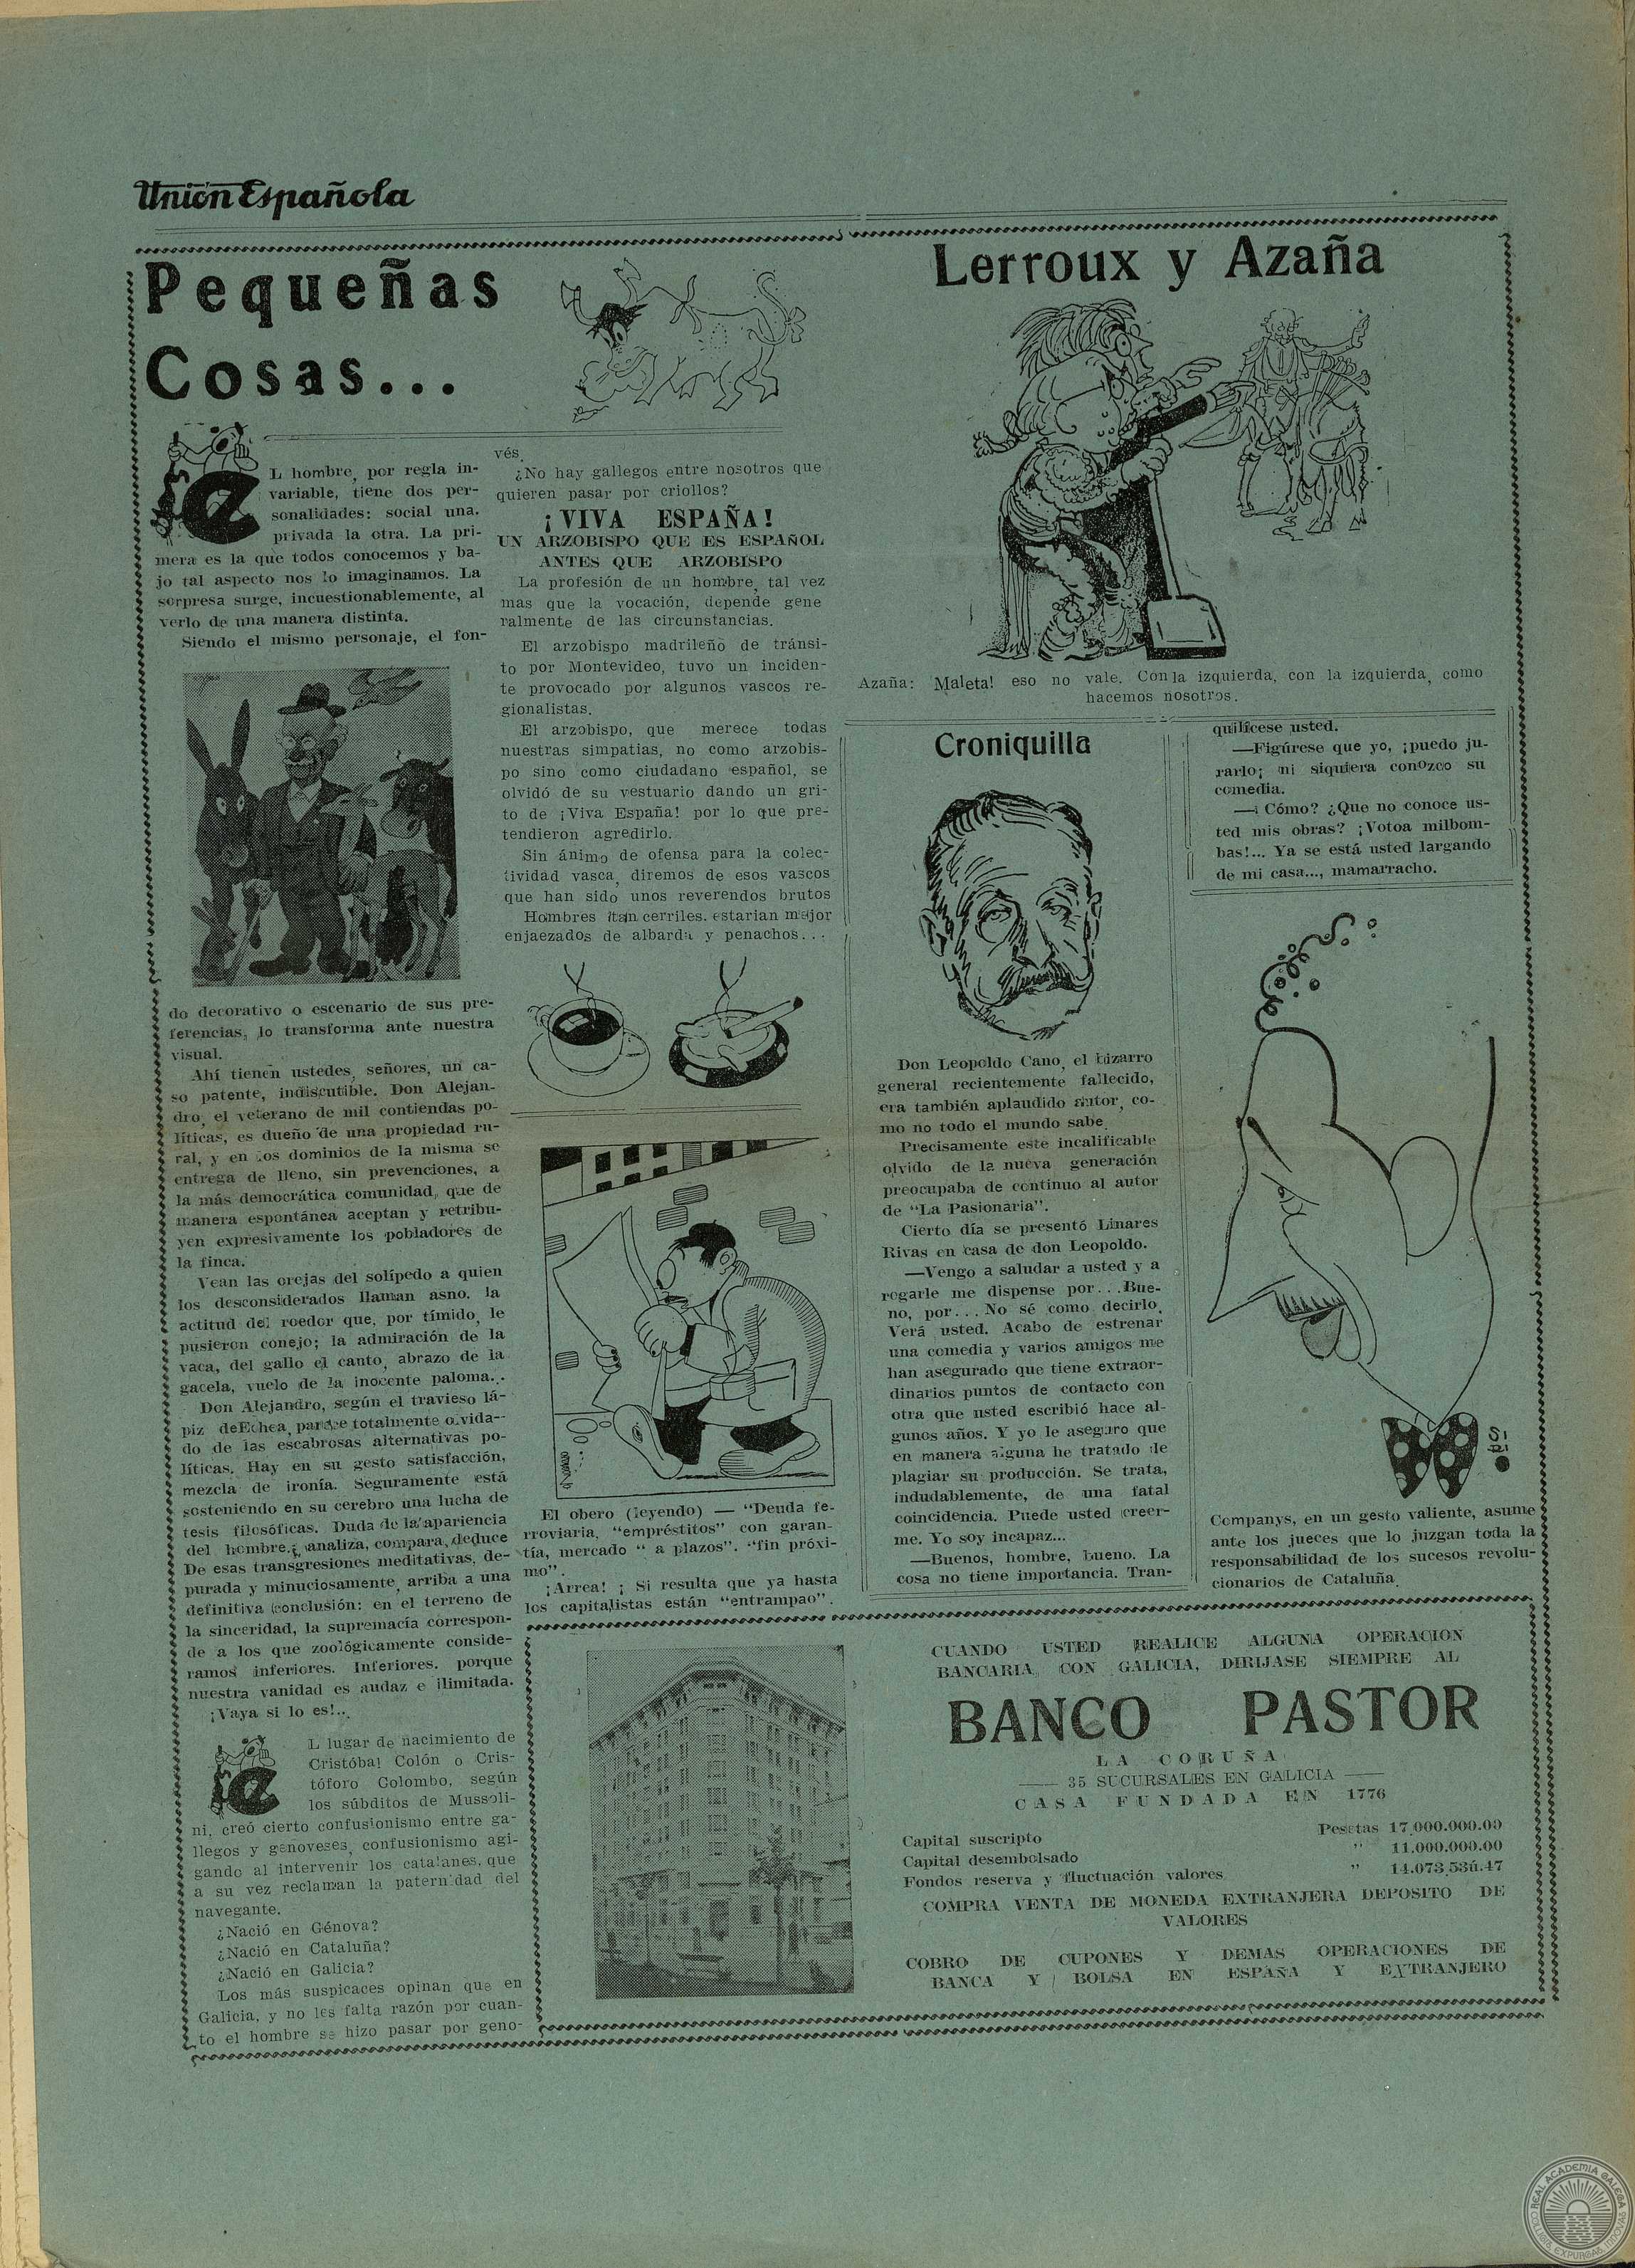 Unión Española
Pequeñas
Cosas...
EL hombre, por regla in-
variable, tiene dos per-
sonalidades: social una,
privada la otra. La pri-
mera es la que todos conocemos y ba-
jo tal aspecto nos lo imaginamos. La
sorpresa surge, incuestionablemente, al
verlo de una manera distinta.
Siendo el mismo personaje, el fon-
do decorativo o escenario de sus pre-
ferencias, lo transforma ante nuestra
visual.
Ahí tienen ustedes, señores, un ca-
so patente, indiscutible. Don Alejan-
dro, el veterano de mil contiendas po-
líticas, es dueño de una propiedad ru-
ral, y en los dominios de la misma se
entrega de lleno, sin prevenciones, a
la más democrática comunidad, que de
manera espontánea aceptan y retribu-
yen expresivamente los pobladores de
la finca.
Vean las orejas del solípedo a quien
los desconsiderados llaman asno, la
actitud del roedor que, por tímido, le
pusieron conejo; la admiración de la
vaca, del gallo el canto, abrazo de la
gacela, vuelo de la inocente paloma...
Don Alejandro, según el travieso lá-
piz deEchea, parece totalmente olvida-
do de las escabrosas alternativas po-
líticas. Hay en su gesto satisfacción,
mezcla de ironía. Seguramente está
sosteniendo en su cerebro una lucha de
tesis filosóficas. Duda de la apariencia
del hombre, analiza, compara, deduce
De esas transgresiones meditativas, de-
purada y minuciosamente, arriba a una
definitiva conclusión: en el terreno de
la sinceridad, la supremacía correspon-
de a los que zoológicamente conside-
ramos inferiores. Inferiores, porque
nuestra vanidad es audaz e ilimitada.
¡Vaya si lo es!...
EL lugar de nacimiento de
Cristóbal Colón o Cris-
tóforo Colombo, según
los súbditos de Mussoli-
ni, creó cierto confusionismo entre ga-
llegos y genoveses, confusionismo agi-
gando al intervenir los catalanes, que
a su vez reclaman la paternidad del
navegante.
¿Nació en Génova?
¿Nació en Cataluña?
¿Nació en Galicia?
Los más suspicaces opinan que en
Galicia, y no les falta razón por cuan-
to el hombre se hizo pasar por geno-
vés.
¿No hay gallegos entre nosotros que
quieren pasar por criollos?
¡VIVA ESPAÑA!
UN ARZOBISPO QUE ES ESPAÑOL
ANTES QUE ARZOBISPO
La profesión de un hombre, tal vez
mas que la vocación, depende gene
ralmente de las circunstancias.
El arzobispo madrileño de tránsi-
to por Montevideo, tuvo un inciden-
te provocado por algunos vascos re-
gionalistas.
El arzobispo, que merece todas
nuestras simpatias, no como arzobis-
po sino como ciudadano español, se
olvidó de su vestuario dando un gri-
to de ¡Viva España! por lo que pre-
tendieron agredirlo.
Sin ánimo de ofensa para la colec-
tividad vasca, diremos de esos vascos
que han sido unos reverendos brutos
Hombres tan cerriles, estarian mejor
enjaezados de albarda y penachos...
El obero (leyendo) — "Deuda fe-
rroviaria, "empréstitos" con garan-
tía, mercado " a plazos". "fin próxi-
mo".
¡Arrea! ¡ Si resulta que ya hasta
los capitalistas están "entrampao".
Lerroux y Azaña
Azaña: ¡Maleta! eso no vale. Con la izquierda, con la izquierda, como
hacemos nosotros.
Croniquilla
Don Leopoldo Cano, el bizarro
general recientemente fallecido,
era también aplaudido autor, co-
mo no todo el mundo sabe.
Precisamente este incalificable
olvido de la nueva generación
preocupaba de continuo al autor
de "La Pasionaria".
Cierto día se presentó Linares
Rivas en casa de don Leopoldo.
—Vengo a saludar a usted y a
rogarle me dispense por... Bue-
no, por... No sé como decirlo,
Verá usted. Acabo de estrenar
una comedia y varios amigos me
han asegurado que tiene extraor-
dinarios puntos de contacto con
otra que usted escribió hace al-
gunos años. Y yo le aseguro que
en manera alguna he tratado de
plagiar su producción. Se trata,
indudablemente, de una fatal
coincidencia. Puede usted creer-
me. Yo soy incapaz...
—Buenos, hombre, bueno. La
cosa no tiene importancia. Tran-
quilícese usted.
—Figúrese que yo, ¡puedo ju-
rarlo; ni siquiera conozco su
comedia.
—¡ Cómo? ¿Que no conoce us-
ted mis obras? ¡Votoa milbom-
bas!... Ya se está usted largando
de mi casa..., mamarracho.
SI
RI
Companys, en un gesto valiente, asume
ante los jueces que lo juzgan toda la
responsabilidad de los sucesos revolu-
cionarios de Cataluña.
CUANDO USTED REALICE ALGUNA OPERACION
BANCARIA CON GALICIA, DIRIJASE SIEMPRE AL
BANCO PASTOR
LA CORUÑA
35 SUCURSALES EN GALICIA
CASA FUNDADA EN 1776
Capital suscripto Pesetas 17.000.000.00
Capital desembolsado " 11.000.000.00
Fondos reserva y fluctuación valores " 14.073.530.47
COMPRA VENTA DE MONEDA EXTRANJERA DEPOSITO DE
VALORES
COBRO DE CUPONES Y DEMAS OPERACIONES DE
BANCA Y BOLSA EN ESPAÑA Y EXTRANJERO
REAL ACADEMIA GALEGA